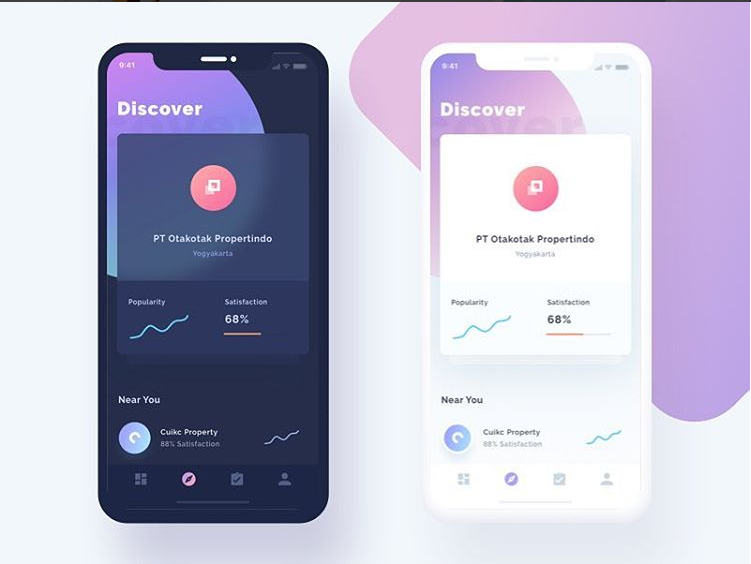 9:41
Discover
PT Otakotak Propertindo
Yogyakarta
Popularity
Satisfaction
68%
Near You
Cuikc Property
88% Satisfaction
9:41
Discover
PT Otakotak Propertindo
Yogyakarta
Popularity
Satisfaction
68%
Near You
Cuikc Property
88% Satisfaction